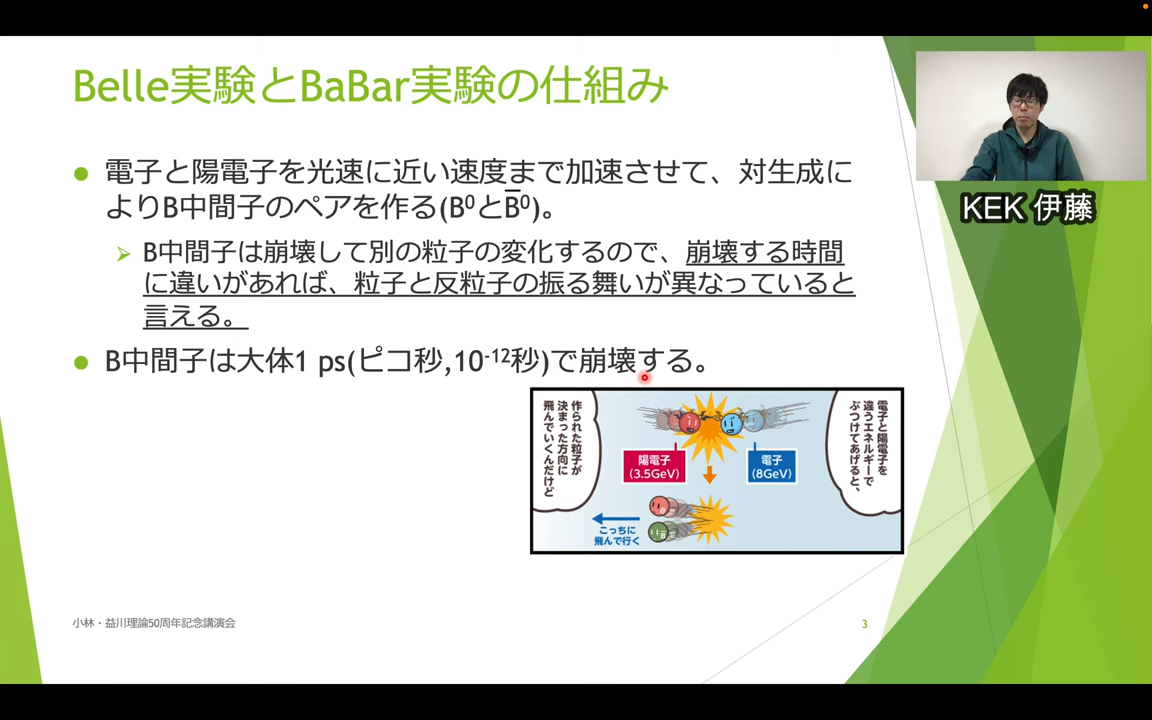 Belle実験とBaBar実験の仕組み
電子と陽電子を光速に近い速度まで加速させて、対生成に
よりB中間子のペアを作る(B⁰とB̅⁰)。
B中間子は崩壊して別の粒子の変化するので、崩壊する時間
に違いがあれば、粒子と反粒子の振る舞いが異なっていると
言える。
B中間子は大体1 ps(ピコ秒,10⁻¹²秒)で崩壊する。
電子と陽電子を
違うエネルギーで
ぶつけてあげると、
陽電子
(3.5GeV)
電子
(8GeV)
作られた粒子が
決まった方向に
飛んでいくんだけど
こっちに
飛んで行く
小林・益川理論50周年記念講演会
3
KEK 伊藤